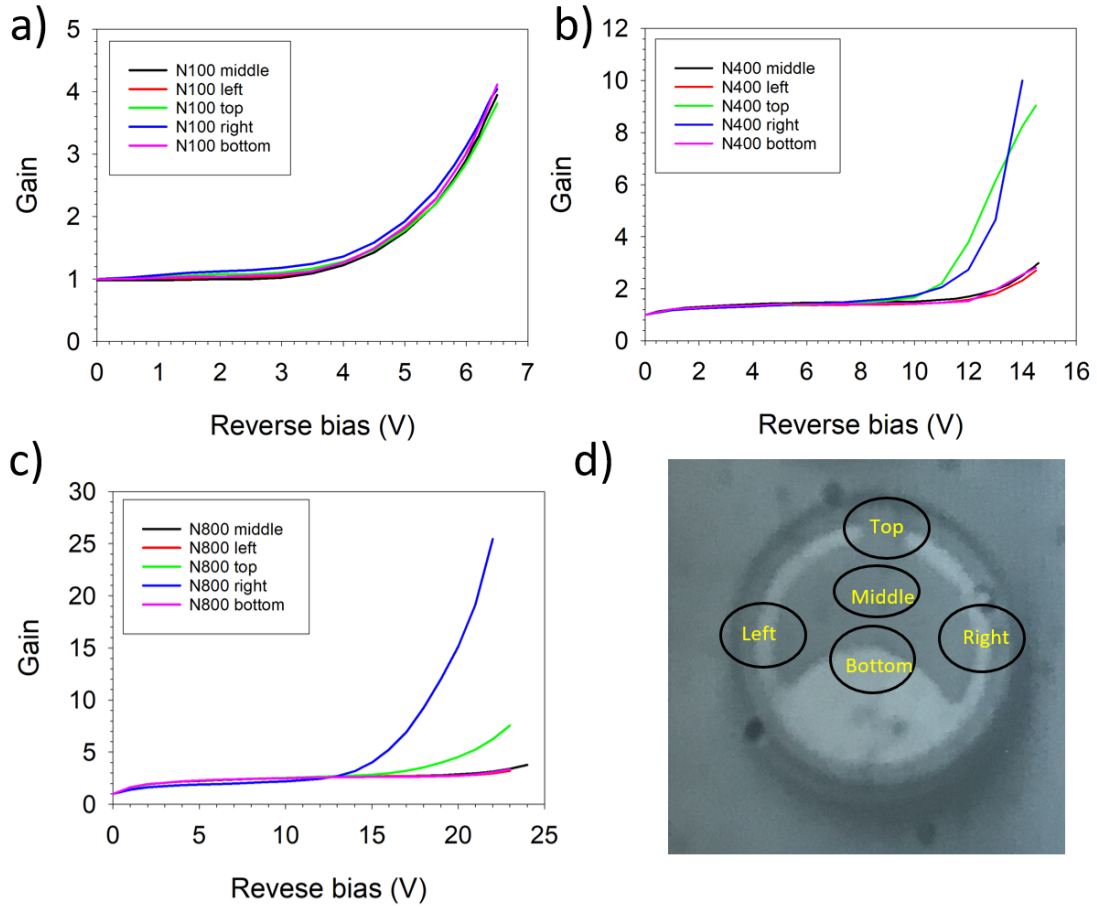 a)
5
4
3
2
1
0
Gain
N100 middle
N100 left
N100 top
N100 right
N100 bottom
0 1 2 3 4 5 6 7
Reverse bias (V)
b)
12
10
8
6
4
2
0
Gain
N400 middle
N400 left
N400 top
N400 right
N400 bottom
0 2 4 6 8 10 12 14 16
Reverse bias (V)
c)
30
25
20
15
10
5
0
Gain
N800 middle
N800 left
N800 top
N800 right
N800 bottom
0 5 10 15 20 25
Revese bias (V)
d)
Top
Middle
Left
Right
Bottom